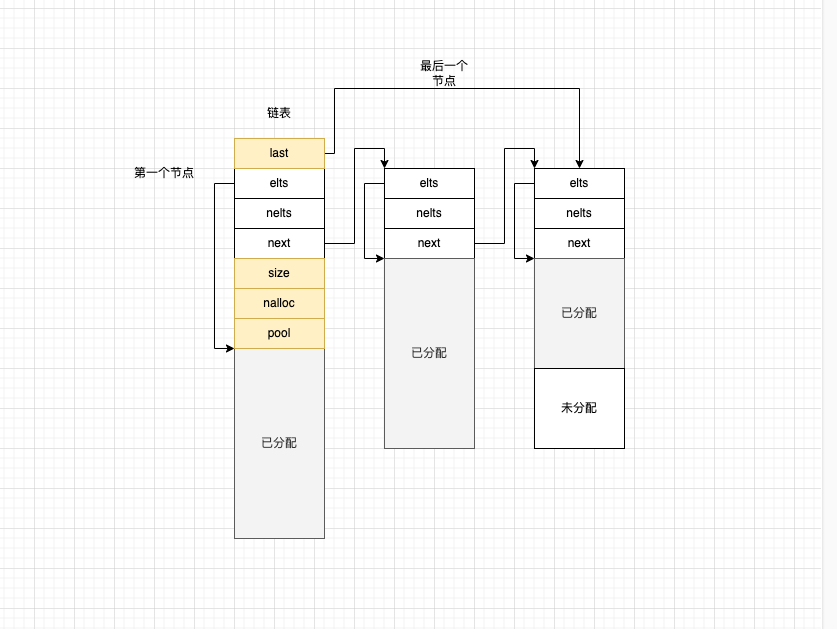 最后一个
节点
链表
第一个节点
last
elts
nelts
next
size
nalloc
pool
已分配
elts
nelts
next
已分配
elts
nelts
next
已分配
未分配